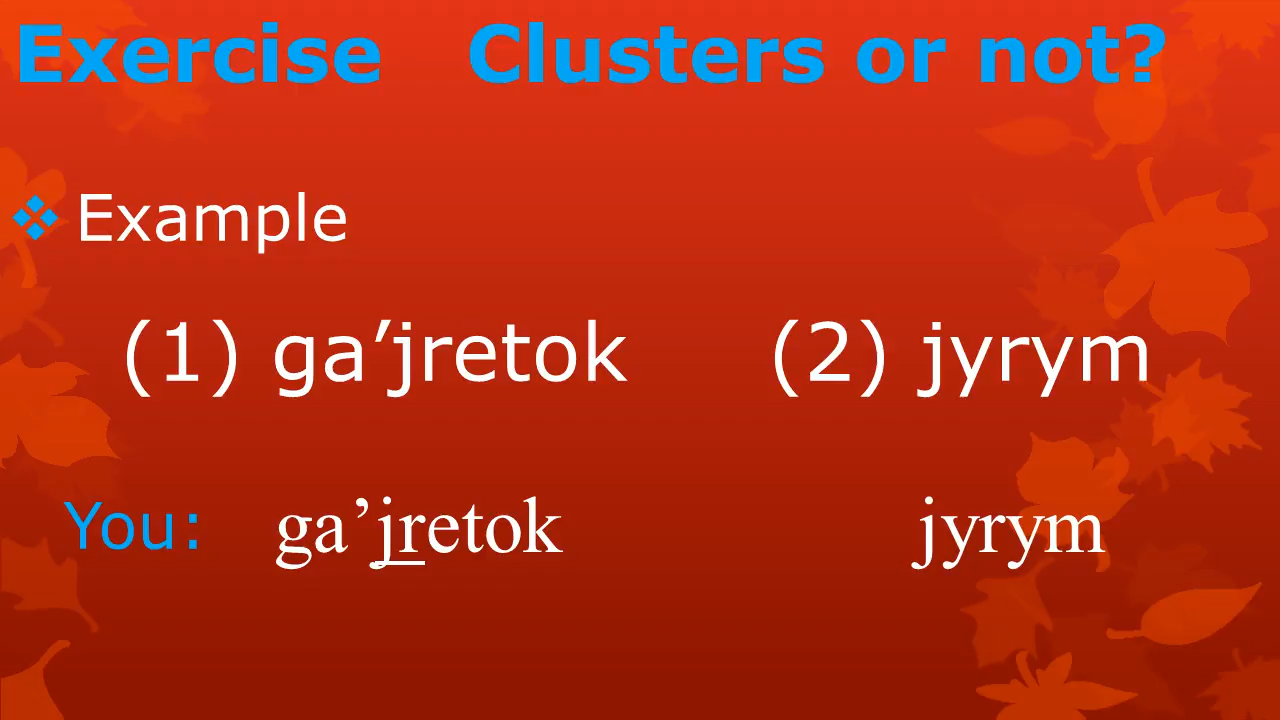 Exercise Clusters or not?
Example
(1) ga’jretok (2) jyrym
You: ga’jretok jyrym